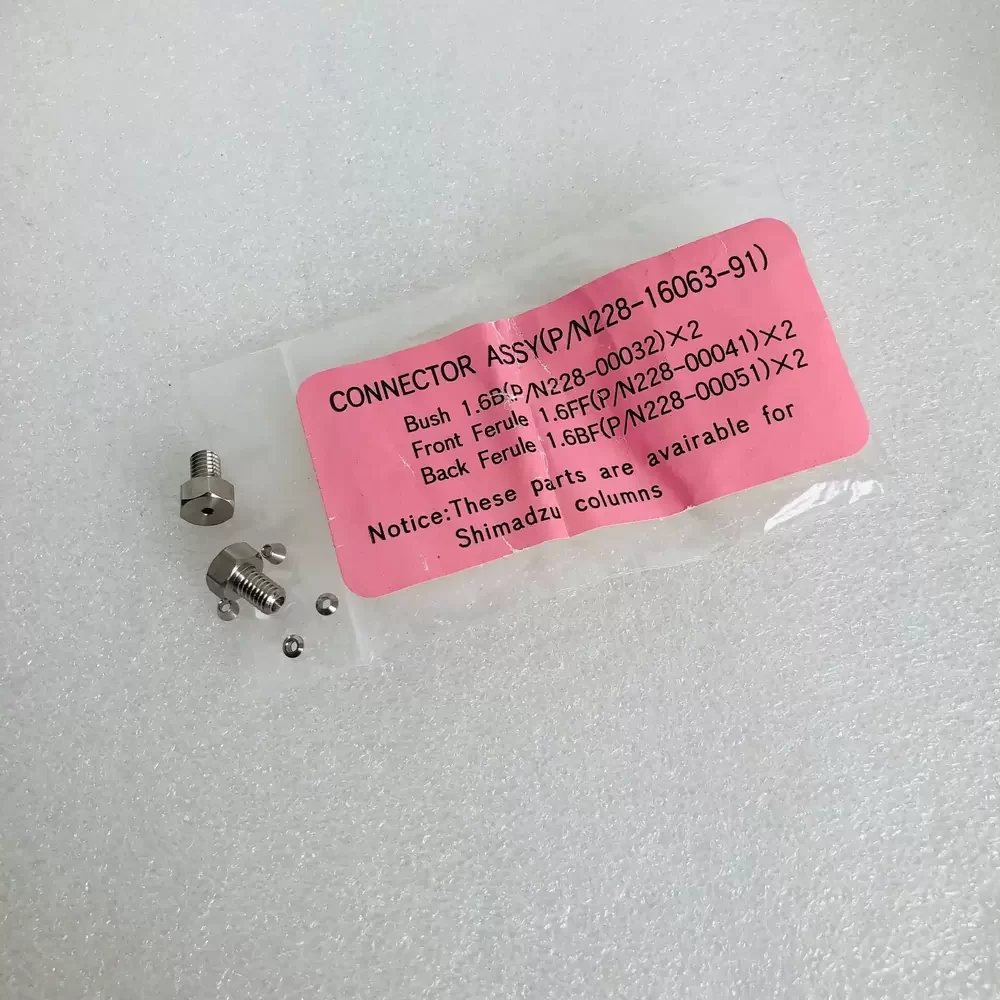 CONNECTOR ASSY(P/N228-16063-91)
Bush 1.6B(P/N228-00032)×2
Front Ferule 1.6FF(P/N228-00041)×2
Back Ferule 1.6BF(P/N228-00051)×2
Notice:These parts are avairable for
Shimadzu columns